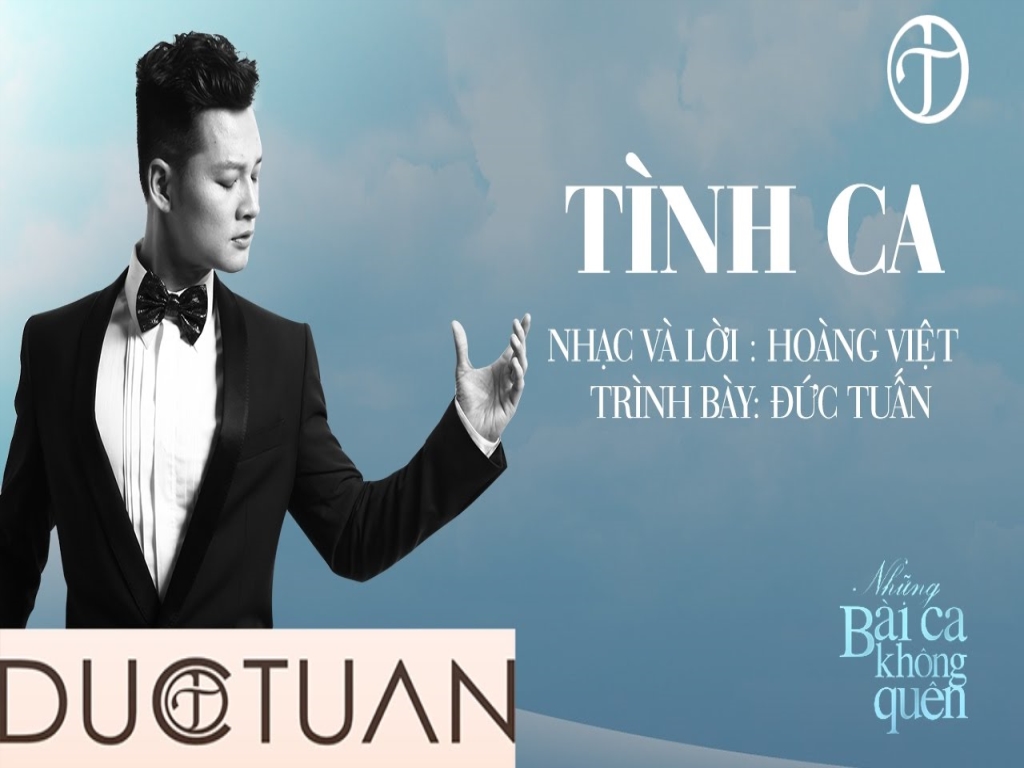 TÌNH CA
NHẠC VÀ LỜI : HOÀNG VIỆT
TRÌNH BÀY: ĐỨC TUẤN
Những
Bài ca
không
quên
DUCTUAN